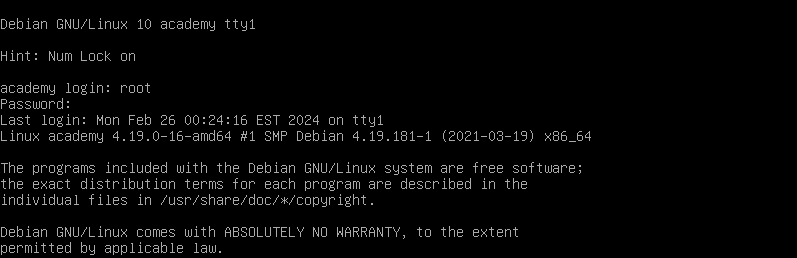 Debian GNU/Linux 10 academy tty1
Hint: Num Lock on
academy login: root
Password:
Last login: Mon Feb 26 00:24:16 EST 2024 on tty1
Linux academy 4.19.0-16-amd64 #1 SMP Debian 4.19.181-1 (2021-03-19) x86_64
The programs included with the Debian GNU/Linux system are free software;
the exact distribution terms for each program are described in the
individual files in /usr/share/doc/*/copyright.
Debian GNU/Linux comes with ABSOLUTELY NO WARRANTY, to the extent
permitted by applicable law.